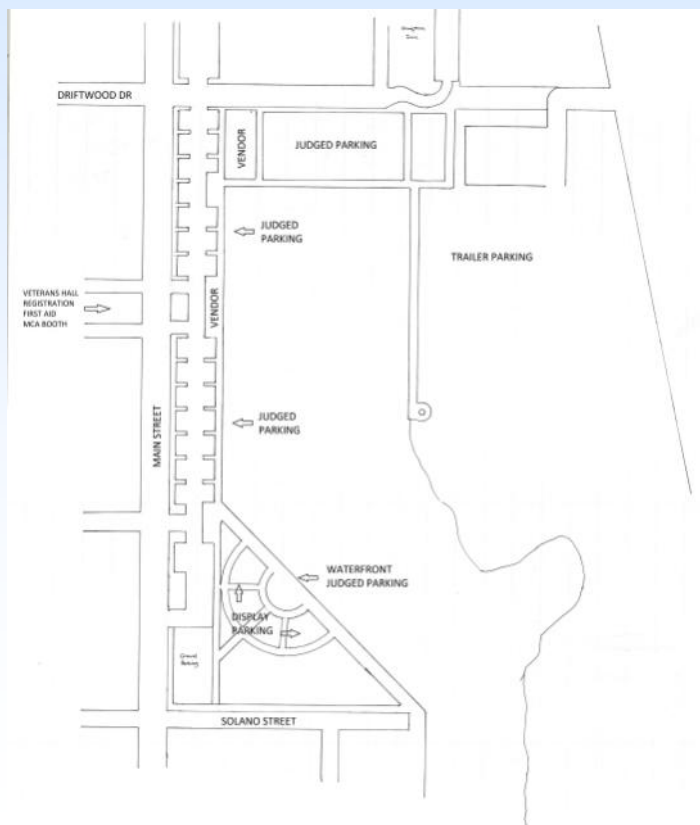 DRIFTWOOD DR
VENDOR
JUDGED PARKING
JUDGED
PARKING
TRAILER PARKING
VETERANS HALL
REGISTRATION
FIRST AID
MCA BOOTH
VENDOR
MAIN STREET
JUDGED
PARKING
WATERFRONT
JUDGED PARKING
DISPLAY
PARKING
Parking
SOLANO STREET